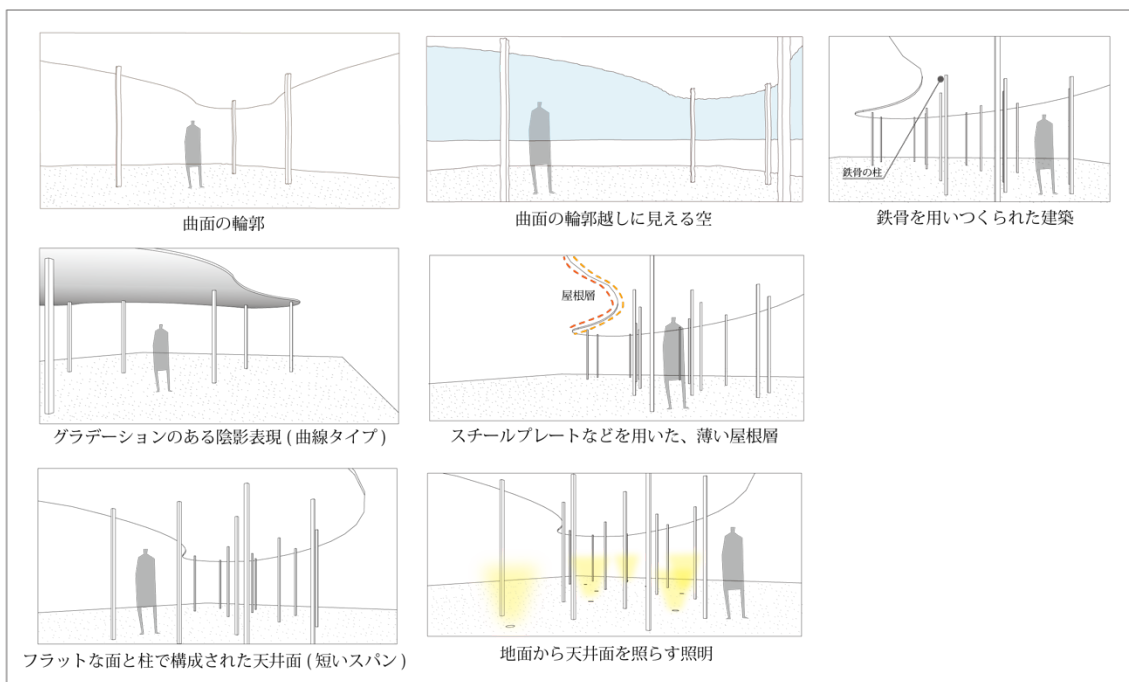 曲面の輪郭
曲面の輪郭越しに見える空
鉄骨の柱
鉄骨を用いつくられた建築
グラデーションのある陰影表現 ( 曲線タイプ )
屋根層
スチールプレートなどを用いた、薄い屋根層
フラットな面と柱で構成された天井面 ( 短いスパン )
地面から天井面を照らす照明